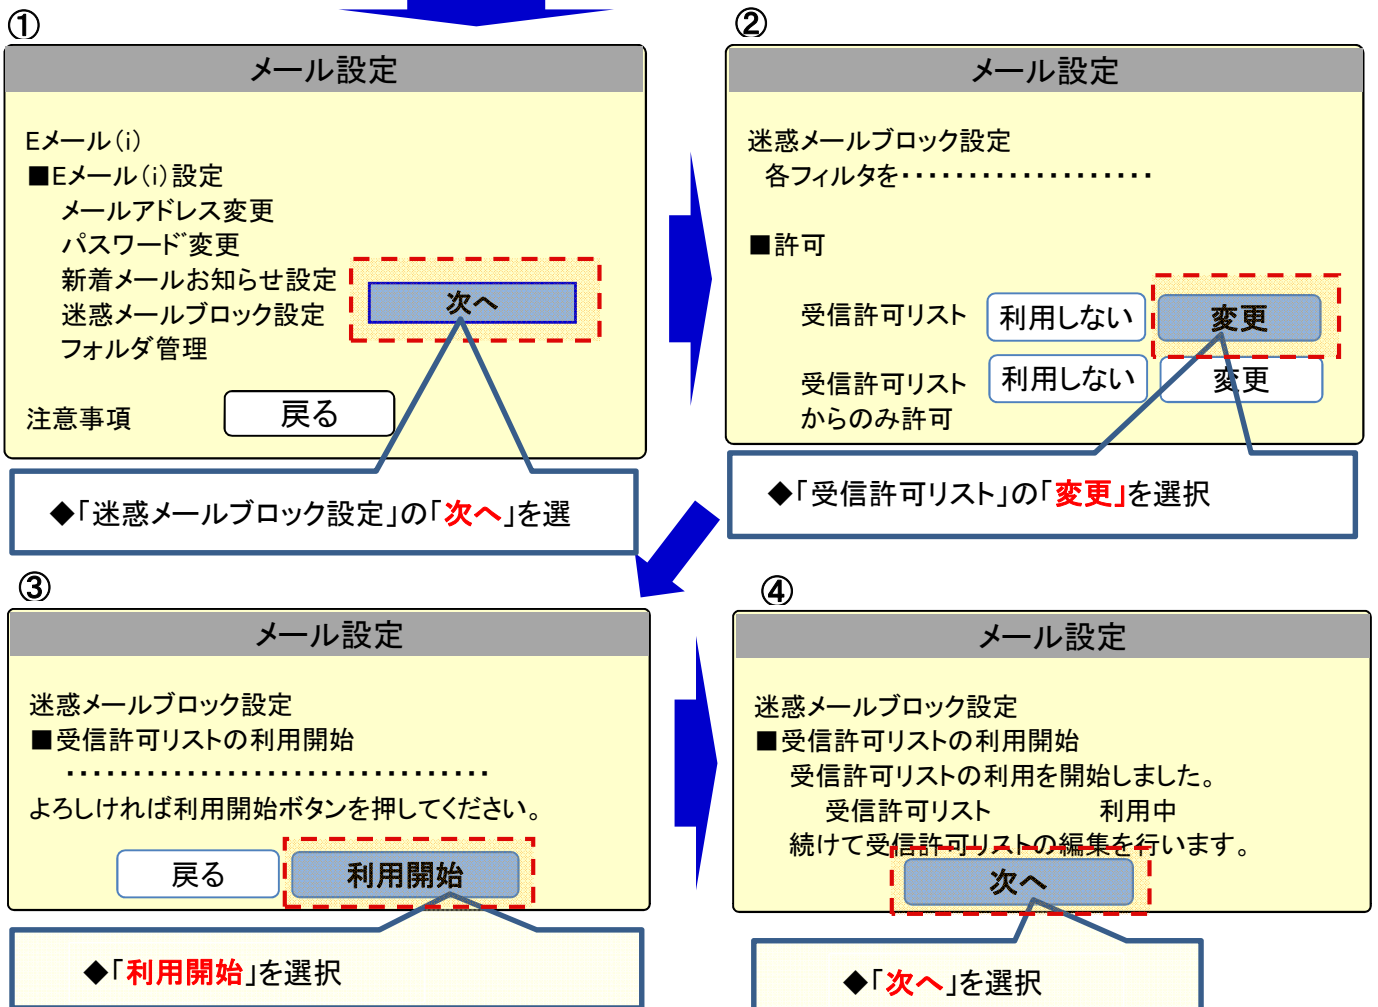 ①
メール設定
Eメール(i)
■Eメール(i)設定
メールアドレス変更
パスワード変更
新着メールお知らせ設定
迷惑メールブロック設定
次へ
フォルダ管理
注意事項
戻る
◆「迷惑メールブロック設定」の「次へ」を選
②
メール設定
迷惑メールブロック設定
各フィルタを・・・・・・・・・・・・・・・・・・・
■許可
受信許可リスト 利用しない 変更
受信許可リスト 利用しない 変更
からのみ許可
◆「受信許可リスト」の「変更」を選択
③
メール設定
迷惑メールブロック設定
■受信許可リストの利用開始
・・・・・・・・・・・・・・・・・・・・・・・・・・・・・・・・
よろしければ利用開始ボタンを押してください。
戻る 利用開始
◆「利用開始」を選択
④
メール設定
迷惑メールブロック設定
■受信許可リストの利用開始
受信許可リストの利用を開始しました。
受信許可リスト 利用中
続けて受信許可リストの編集を行います。
次へ
◆「次へ」を選択